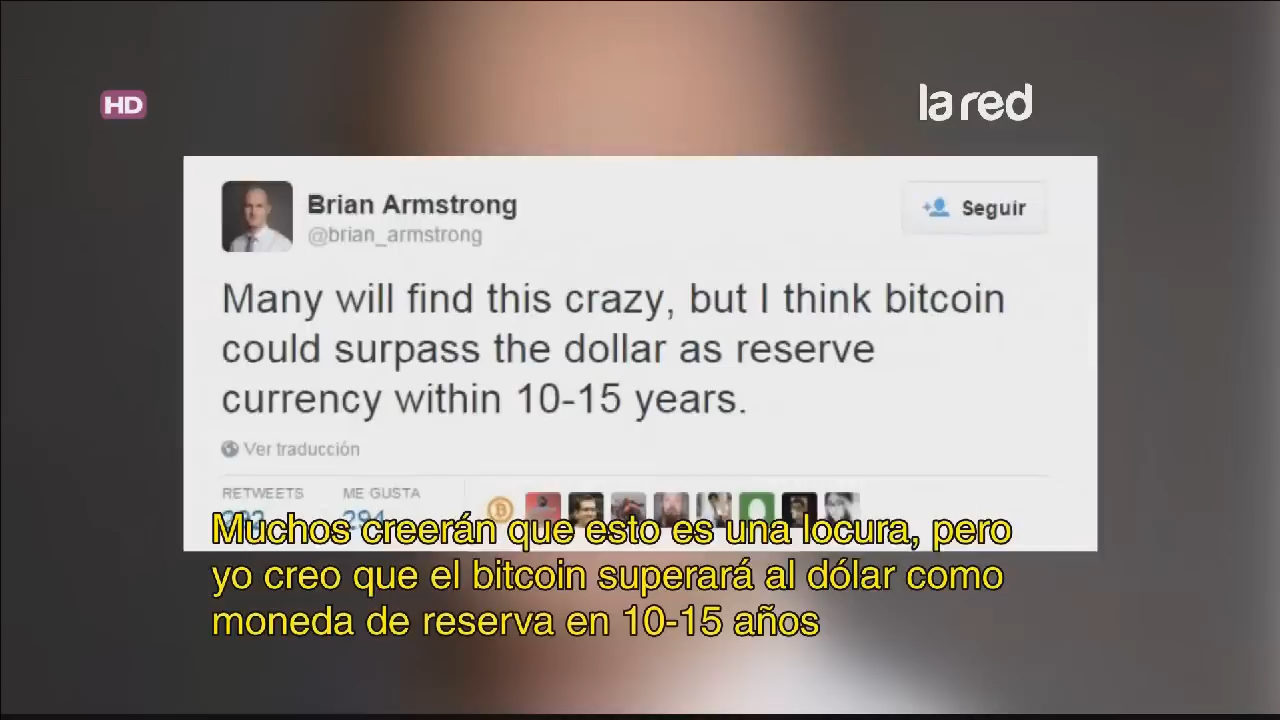 HD
la red
Brian Armstrong
@brian_armstrong
Seguir
Many will find this crazy, but I think bitcoin
could surpass the dollar as reserve
currency within 10-15 years.
Ver traducción
RETWEETS ME GUSTA
294
Muchos creerán que esto es una locura, pero
yo creo que el bitcoin superará al dólar como
moneda de reserva en 10-15 años